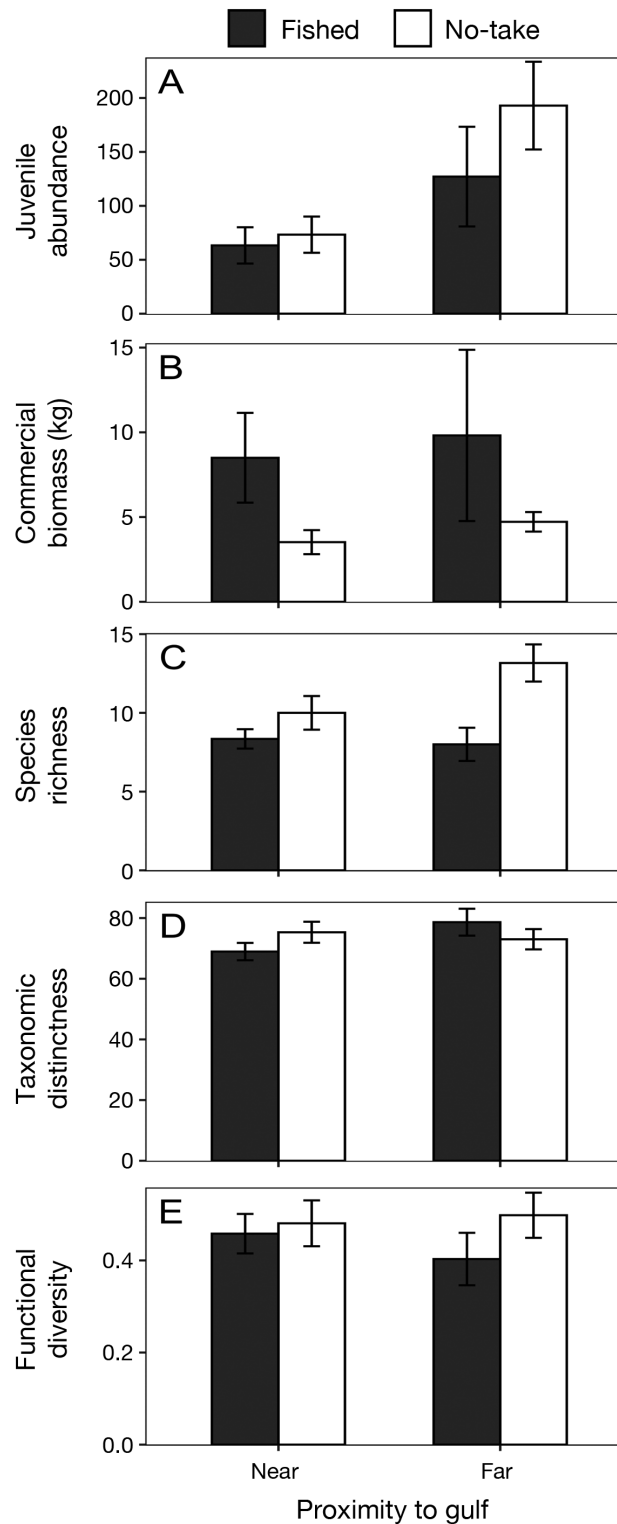 Fished No-take
A
Juvenile
abundance
200
150
100
50
0
B
Commercial
biomass (kg)
15
10
5
0
C
Species
richness
15
10
5
0
D
Taxonomic
distinctness
80
60
40
20
0
E
Functional
diversity
0.4
0.2
0.0
Near Far
Proximity to gulf